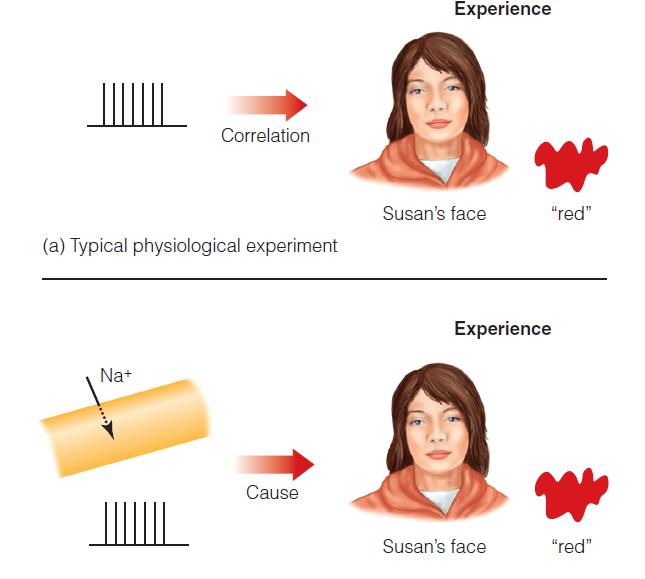 Experience
Correlation
Susan’s face
“red”
(a) Typical physiological experiment
Experience
Na+
Cause
Susan’s face
“red”